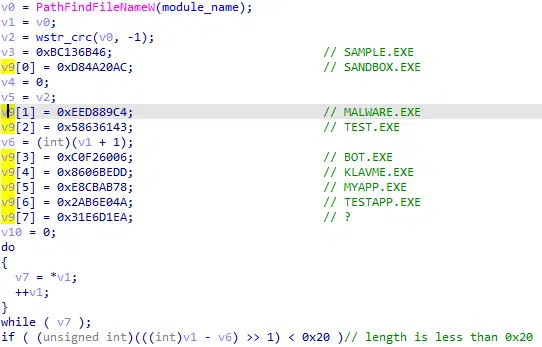 v0 = PathFindFileNameW(module_name);
v1 = v0;
v2 = wstr_crc(v0, -1);
v3 = 0xBC136B46; // SAMPLE.EXE
v9[0] = 0xD84A20AC; // SANDBOX.EXE
v4 = 0;
v5 = v2;
v9[1] = 0xEED889C4; // MALWARE.EXE
v9[2] = 0x58636143; // TEST.EXE
v6 = (int)(v1 + 1);
v9[3] = 0xC0F26006; // BOT.EXE
v9[4] = 0x8606BEDD; // KLAVME.EXE
v9[5] = 0xE8CBAB78; // MYAPP.EXE
v9[6] = 0x2AB6E04A; // TESTAPP.EXE
v9[7] = 0x31E6D1EA; // ?
v10 = 0;
do
{
v7 = *v1;
++v1;
}
while ( v7 );
if ( (unsigned int)(((int)v1 - v6) >> 1) < 0x20 )// length is less than 0x20